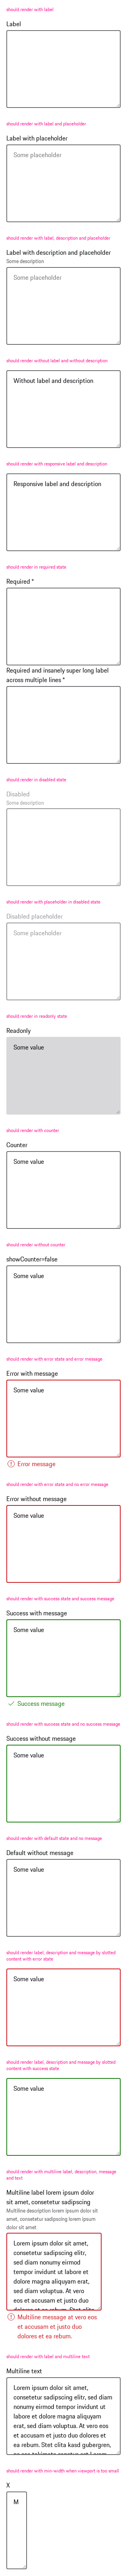 should render with label
Label
should render with label and placeholder
Label with placeholder
Some placeholder
should render with label, description and placeholder
Label with description and placeholder
Some description
Some placeholder
should render without label and without description
Without label and description
should render with responsive label and description
Responsive label and description
should render in required state
Required *
Required and insanely super long label
across multiple lines *
should render in disabled state
Disabled
Some description
should render with placeholder in disabled state
Disabled placeholder
Some placeholder
should render in readonly state
Readonly
Some value
should render with counter
Counter
Some value
should render without counter
showCounter=false
Some value
should render with error state and error message
Error with message
Some value
Error message
should render with error state and no error message
Error without message
Some value
should render with success state and success message
Success with message
Some value
Success message
should render with success state and no success message
Success without message
Some value
should render with default state and no message
Default without message
Some value
should render label, description and message by slotted
content with error state
Some value
should render label, description and message by slotted
content with success state
Some value
should render with multiline label, description, message
and text
Multiline label lorem ipsum dolor
sit amet, consetetur sadipscing
Multiline description lorem ipsum dolor sit
amet, consetetur sadipscing lorem ipsum
dolor sit amet
Lorem ipsum dolor sit amet,
consetetur sadipscing elitr,
sed diam nonumy eirmod
tempor invidunt ut labore et
dolore magna aliquyam erat,
sed diam voluptua. At vero
eos et accusam et justo duo
Multiline message at vero eos
et accusam et justo duo
dolores et ea rebum.
should render with label and multiline text
Multiline text
Lorem ipsum dolor sit amet,
consetetur sadipscing elitr, sed diam
nonumy eirmod tempor invidunt ut
labore et dolore magna aliquyam
erat, sed diam voluptua. At vero eos
et accusam et justo duo dolores et ea
rebum. Stet clita kasd gubergren,
should render with min-width when viewport is too small
X
M